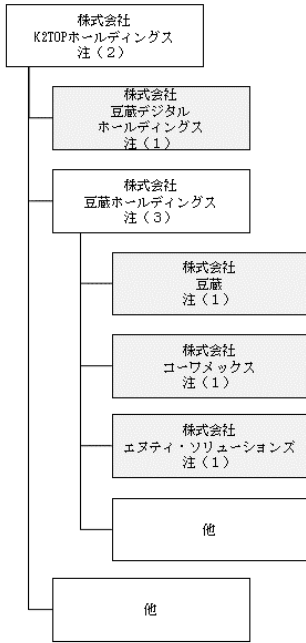 株式会社
K2TOPホールディングス
注（2）
株式会社
豆蔵デジタル
ホールディングス
注（1）
株式会社
豆蔵ホールディングス
注（3）
株式会社
豆蔵
注（1）
株式会社
コーワメックス
注（1）
株式会社
エヌティ・ソリューションズ
注（1）
他
他